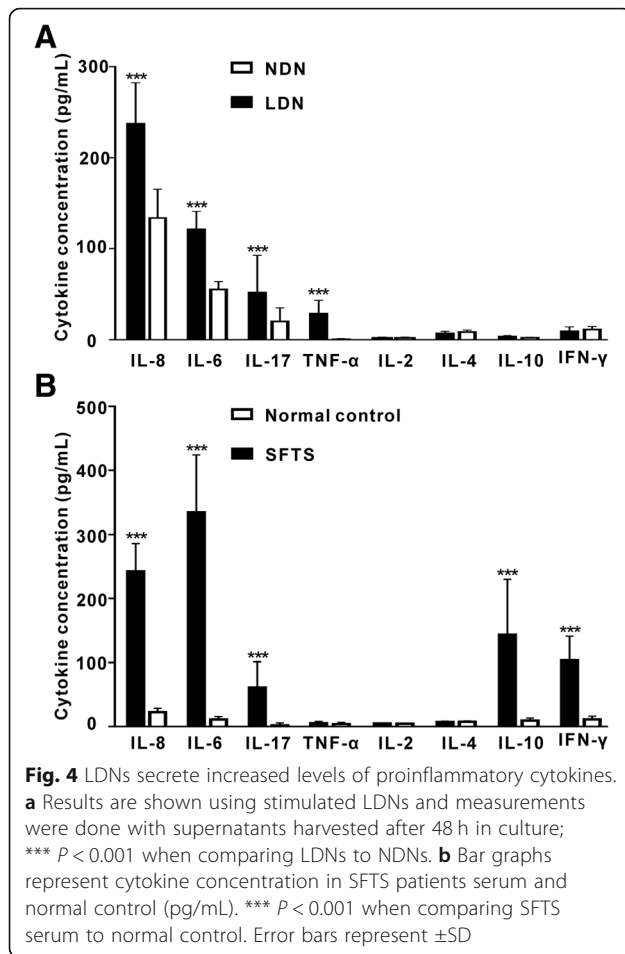 A
Cytokine concentration (pg/mL)
300
200
100
0
NDN
LDN
***
***
***
***
IL-8 IL-6 IL-17 TNF-α IL-2 IL-4 IL-10 IFN-γ
B
Cytokine concentration (pg/mL)
500
400
300
200
100
0
Normal control
SFTS
***
***
***
***
***
IL-8 IL-6 IL-17 TNF-α IL-2 IL-4 IL-10 IFN-γ
Fig. 4 LDNs secrete increased levels of proinflammatory cytokines.
a Results are shown using stimulated LDNs and measurements
were done with supernatants harvested after 48 h in culture;
*** P < 0.001 when comparing LDNs to NDNs. b Bar graphs
represent cytokine concentration in SFTS patients serum and
normal control (pg/mL). *** P < 0.001 when comparing SFTS
serum to normal control. Error bars represent ±SD